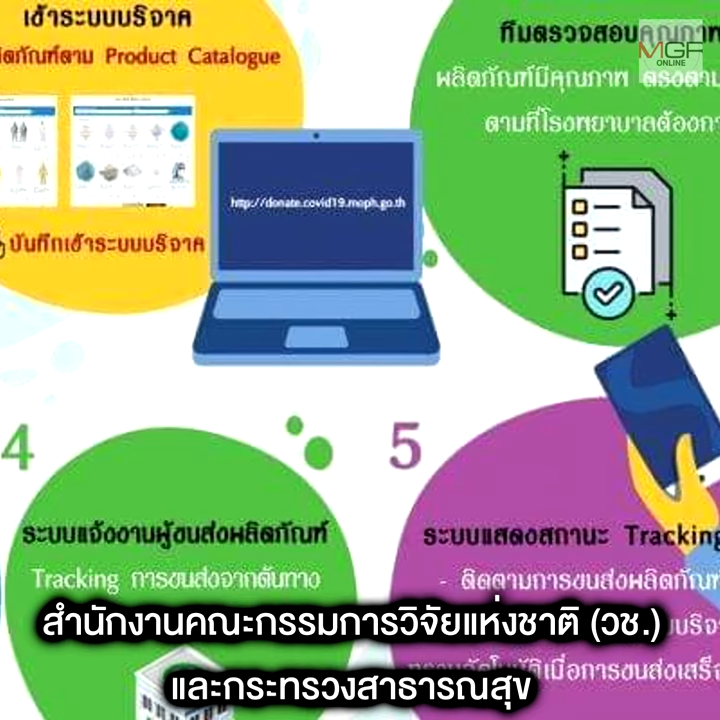 เข้าระบบบริจาค
ผลิตภัณฑ์ตาม Product Catalogue
บันทึกเข้าระบบบริจาค
http://donate.covid19.moph.go.th
ทีมตรวจสอบคุณภาพ
MGF
ONLINE
ผลิตภัณฑ์มีคุณภาพ ตรงตาม
ตามที่โรงพยาบาลต้องการ
4
ระบบแจ้งงานผู้ขนส่งผลิตภัณฑ์
Tracking การขนส่งจากต้นทาง
5
ระบบแสดงสถานะ Tracking
- ติดตามการขนส่งผลิตภัณฑ์
สำนักงานคณะกรรมการวิจัยแห่งชาติ (วช.)
และกระทรวงสาธารณสุข